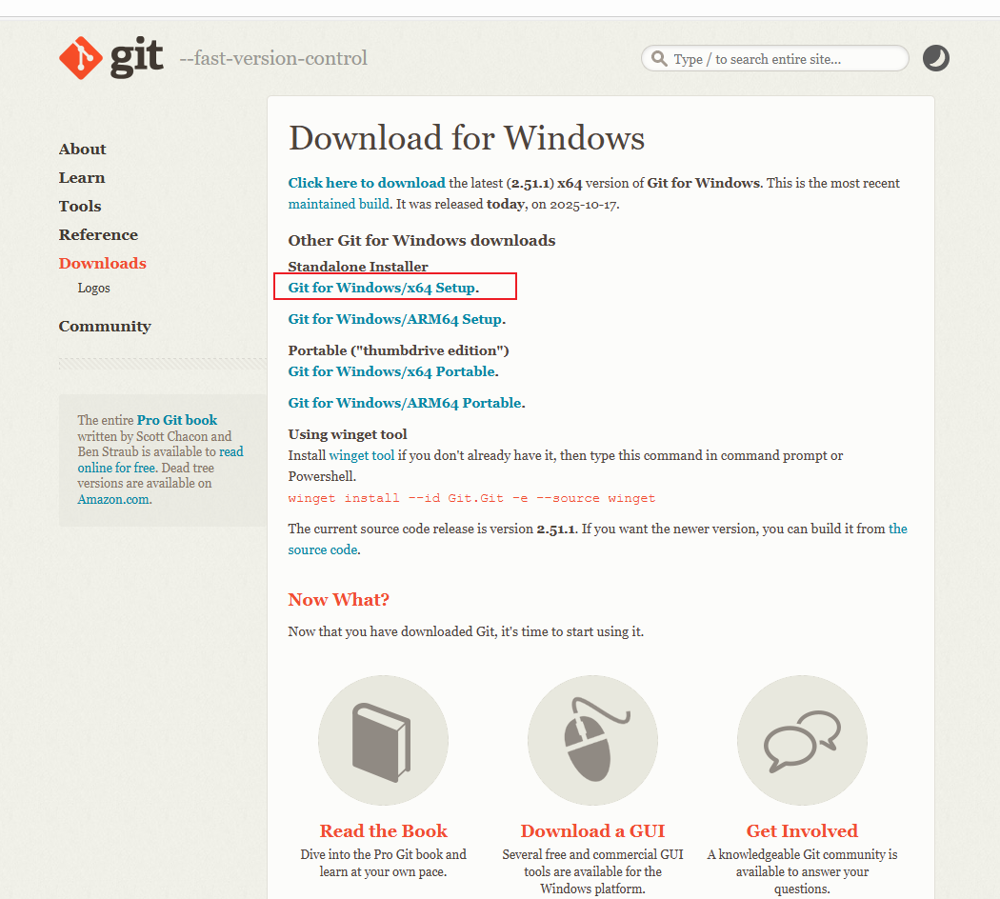 git --fast-version-control
Type / to search entire site...
About
Learn
Tools
Reference
Downloads
Logos
Community
The entire Pro Git book
written by Scott Chacon and
Ben Straub is available to read
online for free. Dead tree
versions are available on
Amazon.com.
Download for Windows
Click here to download the latest (2.51.1) x64 version of Git for Windows. This is the most recent
maintained build. It was released today, on 2025-10-17.
Other Git for Windows downloads
Standalone Installer
Git for Windows/x64 Setup.
Git for Windows/ARM64 Setup.
Portable ("thumbdrive edition")
Git for Windows/x64 Portable.
Git for Windows/ARM64 Portable.
Using winget tool
Install winget tool if you don't already have it, then type this command in command prompt or
Powershell.
winget install --id Git.Git -e --source winget
The current source code release is version 2.51.1. If you want the newer version, you can build it from the
source code.
Now What?
Now that you have downloaded Git, it's time to start using it.
Read the Book
Dive into the Pro Git book and
learn at your own pace.
Download a GUI
Several free and commercial GUI
tools are available for the
Windows platform.
Get Involved
A knowledgeable Git community is
available to answer your
questions.